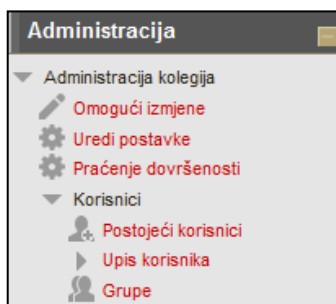 Administracija
Administracija kolegija
Omogući izmjene
Uredi postavke
Praćenje dovršenosti
Korisnici
Postojeći korisnici
Upis korisnika
Grupe